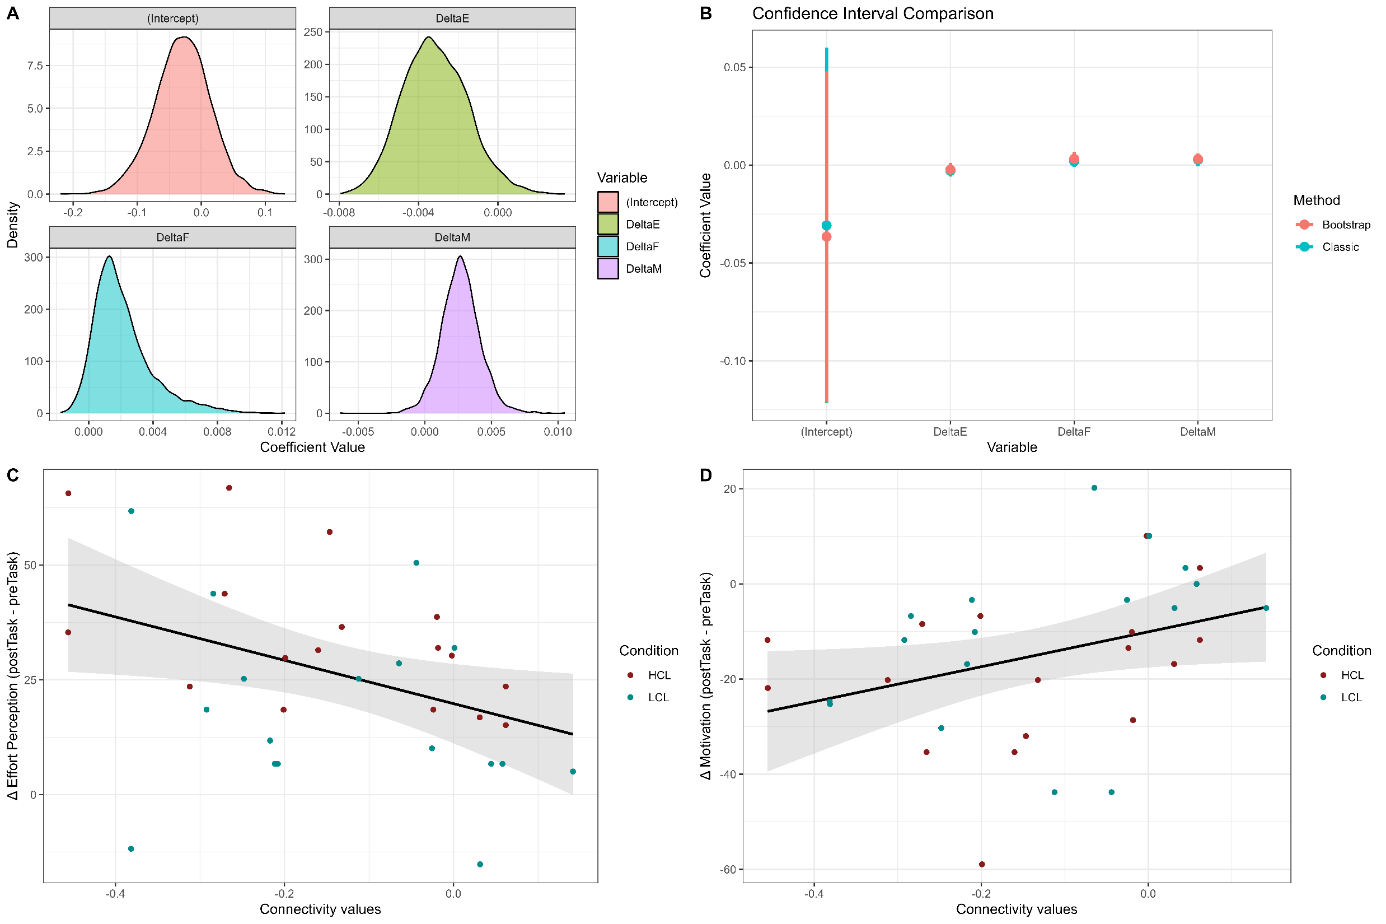 A
(Intercept)
DeltaE
Density
7.5
5.0
2.5
0.0
-0.2
-0.1
0.0
0.1
250
200
150
100
50
0
-0.008
-0.004
0.000
DeltaF
DeltaM
300
200
100
0
0.000
0.004
0.008
0.012
300
200
100
0
-0.005
0.000
0.005
0.010
Coefficient Value
Variable
(Intercept)
DeltaE
DeltaF
DeltaM
B
Confidence Interval Comparison
Coefficient Value
0.05
0.00
-0.05
-0.10
(Intercept)
DeltaE
DeltaF
DeltaM
Variable
Method
Bootstrap
Classic
C
Δ Effort Perception (postTask - preTask)
50
25
0
-0.4
-0.2
0.0
Connectivity values
Condition
HCL
LCL
D
Δ Motivation (postTask - preTask)
20
0
-20
-40
-60
-0.4
-0.2
0.0
Connectivity values
Condition
HCL
LCL